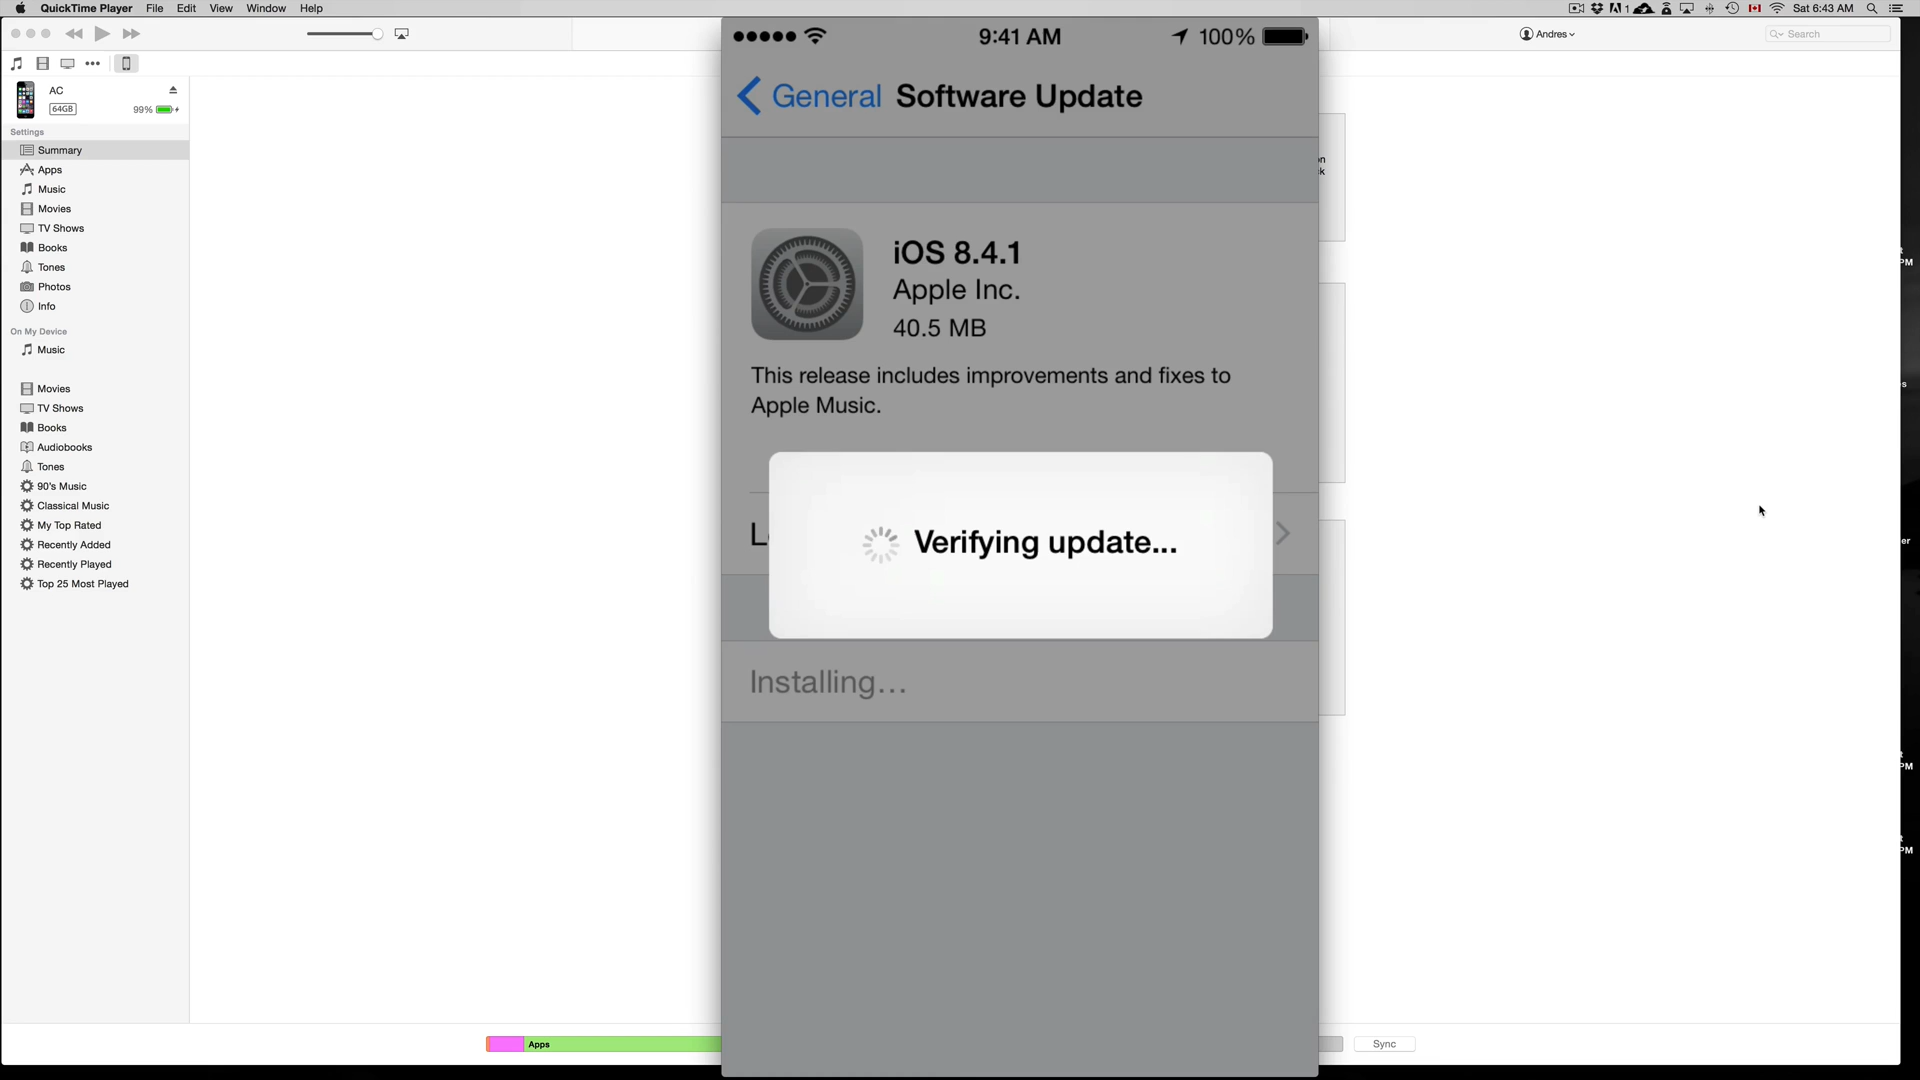 QuickTime Player File Edit View Window Help
1 Sat 6:43 AM
Andres
Search
AC
64GB
99%
Settings
Summary
Apps
Music
Movies
TV Shows
Books
Tones
Photos
Info
On My Device
Music
Movies
TV Shows
Books
Audiobooks
Tones
90's Music
Classical Music
My Top Rated
Recently Added
Recently Played
Top 25 Most Played
9:41 AM 100%
General Software Update
iOS 8.4.1
Apple Inc.
40.5 MB
This release includes improvements and fixes to
Apple Music.
Verifying update...
Installing...
Apps
Sync
PM
PM
PM